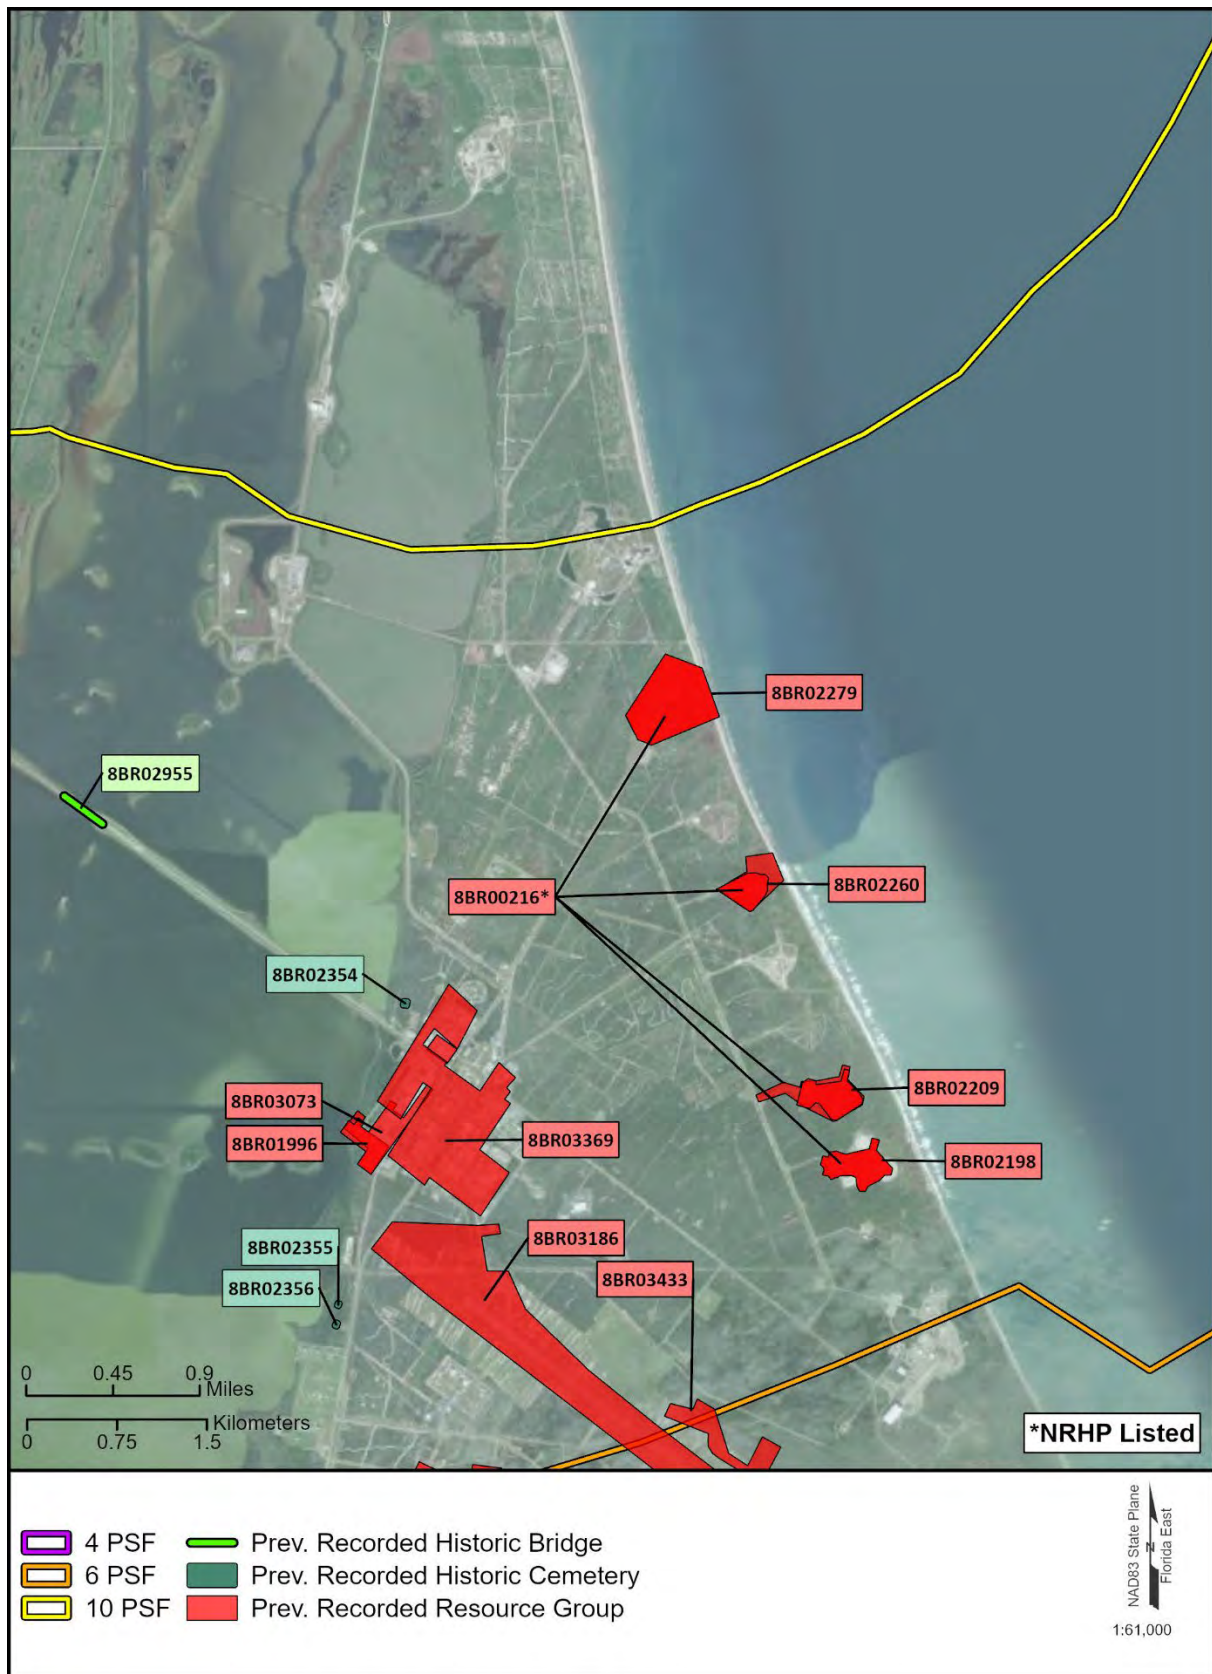 8BR02279
8BR02955
8BR02260
8BR00216*
8BR02354
8BR02209
8BR03073
8BR01996
8BR03369
8BR02198
8BR02355
8BR03186
8BR02356
8BR03433
0 0.45 0.9
Miles
Kilometers
0 0.75 1.5
*NRHP Listed
4 PSF
6 PSF
10 PSF
Prev. Recorded Historic Bridge
Prev. Recorded Historic Cemetery
Prev. Recorded Resource Group
NAD83 State Plane
Florida East
N
1:61,000